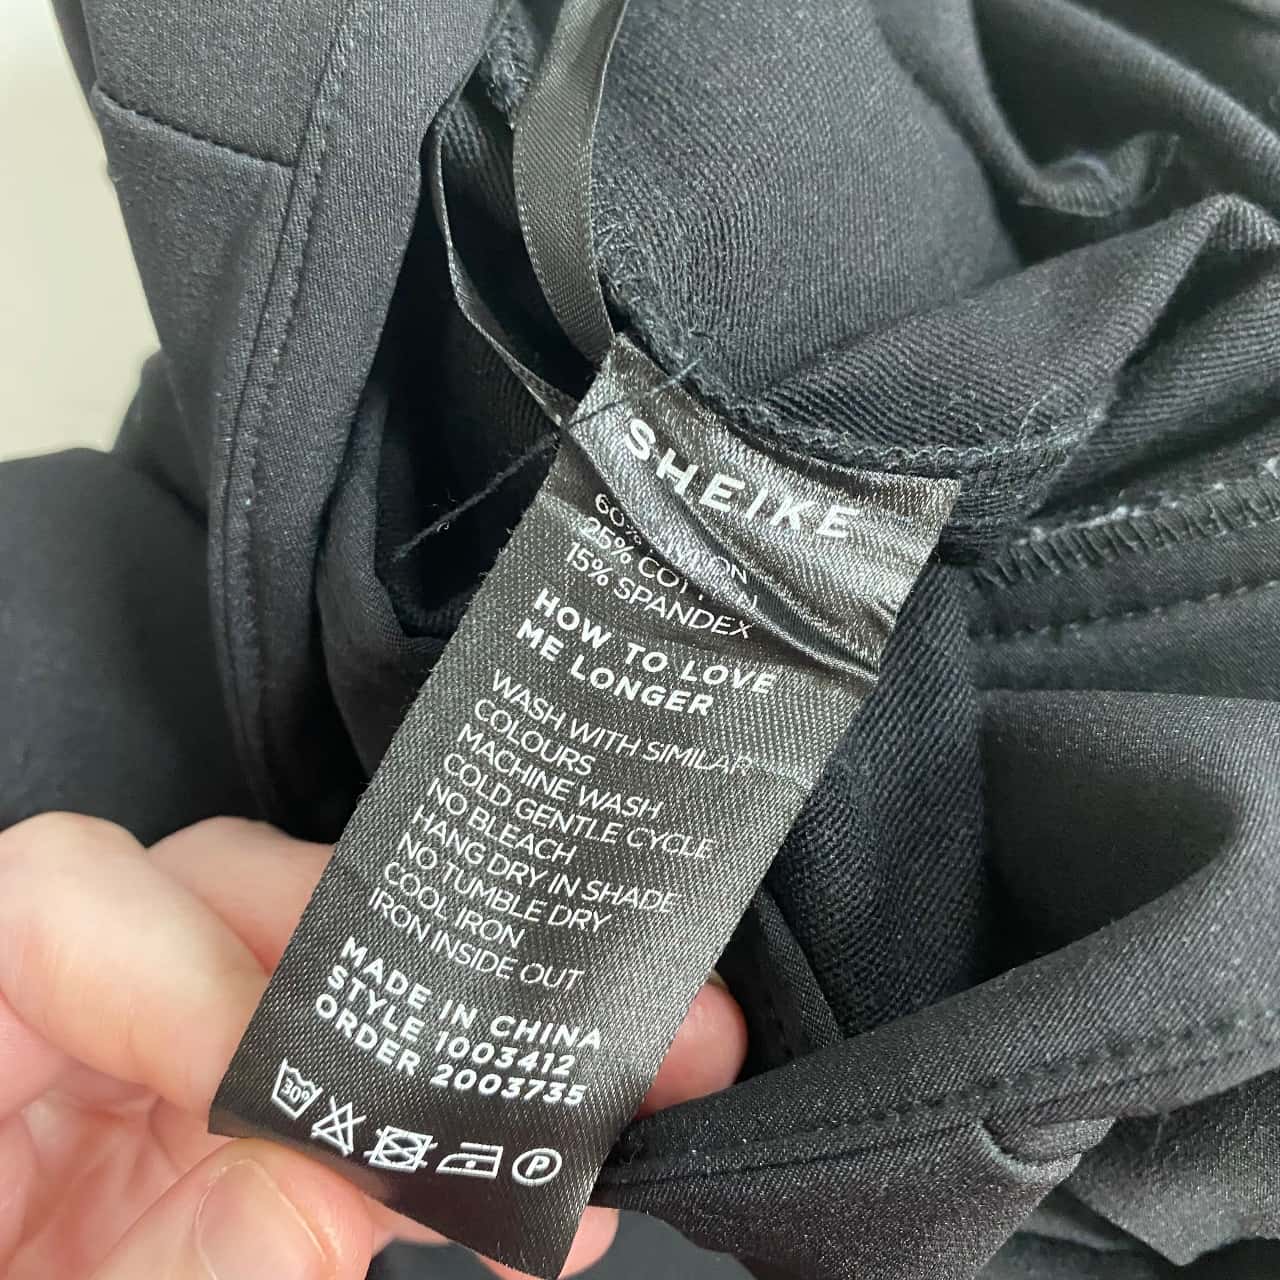 SHEIKE
60%
25% COTTON
15% SPANDEX
HOW TO LOVE
ME LONGER
WASH WITH SIMILAR
COLOURS
MACHINE WASH
COLD GENTLE CYCLE
NO BLEACH
HANG DRY IN SHADE
NO TUMBLE DRY
COOL IRON
IRON INSIDE OUT
MADE IN CHINA
STYLE 1003412
ORDER 2003735
30° P